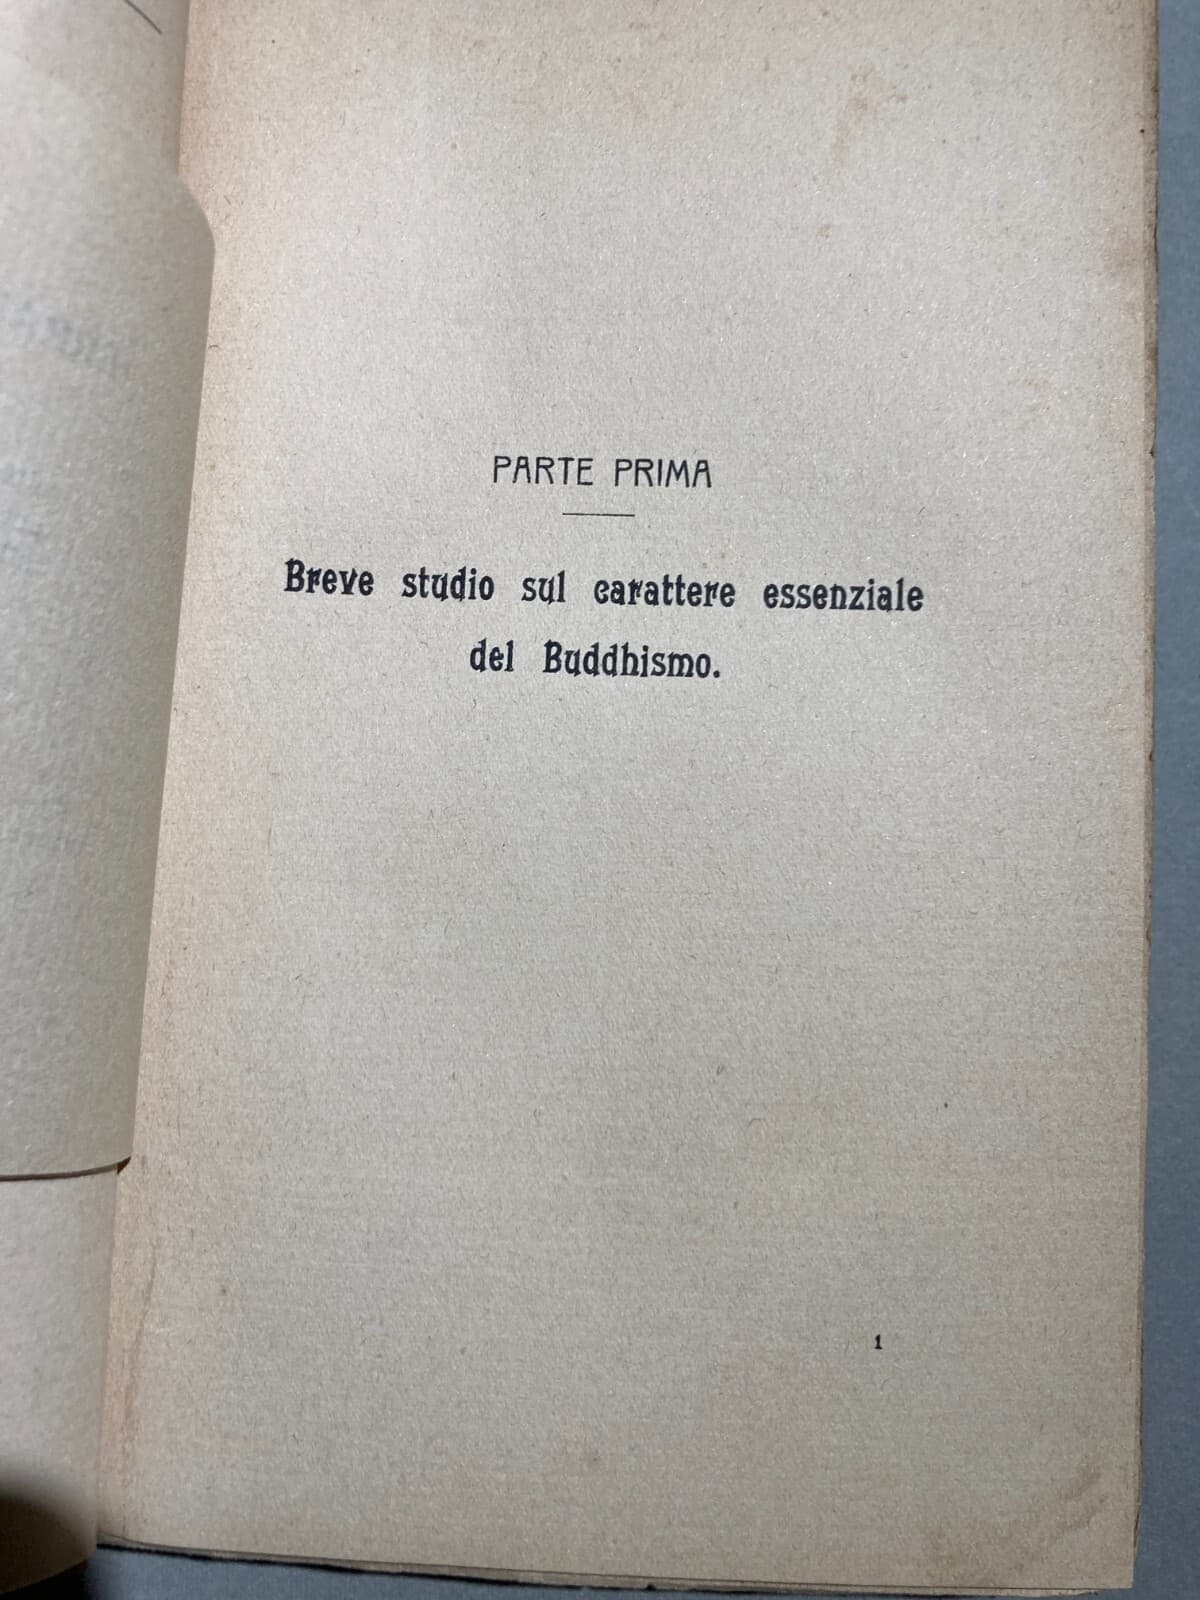 PARTE PRIMA
Breve studio sul carattere essenziale
del Buddhismo.
1